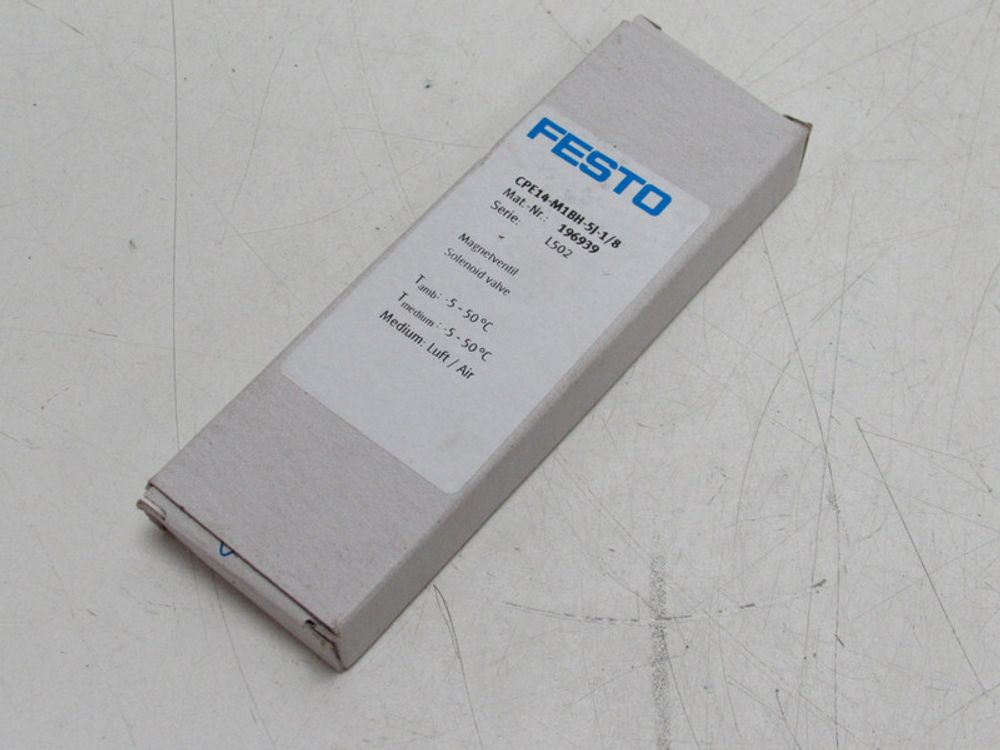 FESTO
CPE14-M1BH-5J-1/8
Mat.-Nr.: 196939
Serie: L502
Magnetventil
Solenoid valve
Tamb: -5 - 50 °C
Tmedium: -5 - 50 °C
Medium: Luft / Air